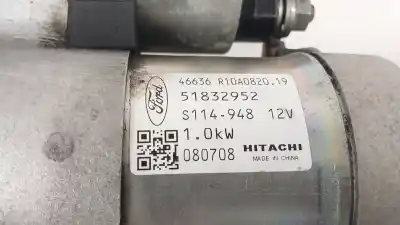 46636 R10A0820.19
Ford
51832952
S114-948 12V
1.0kW
080708 HITACHI
MADE IN CHINA